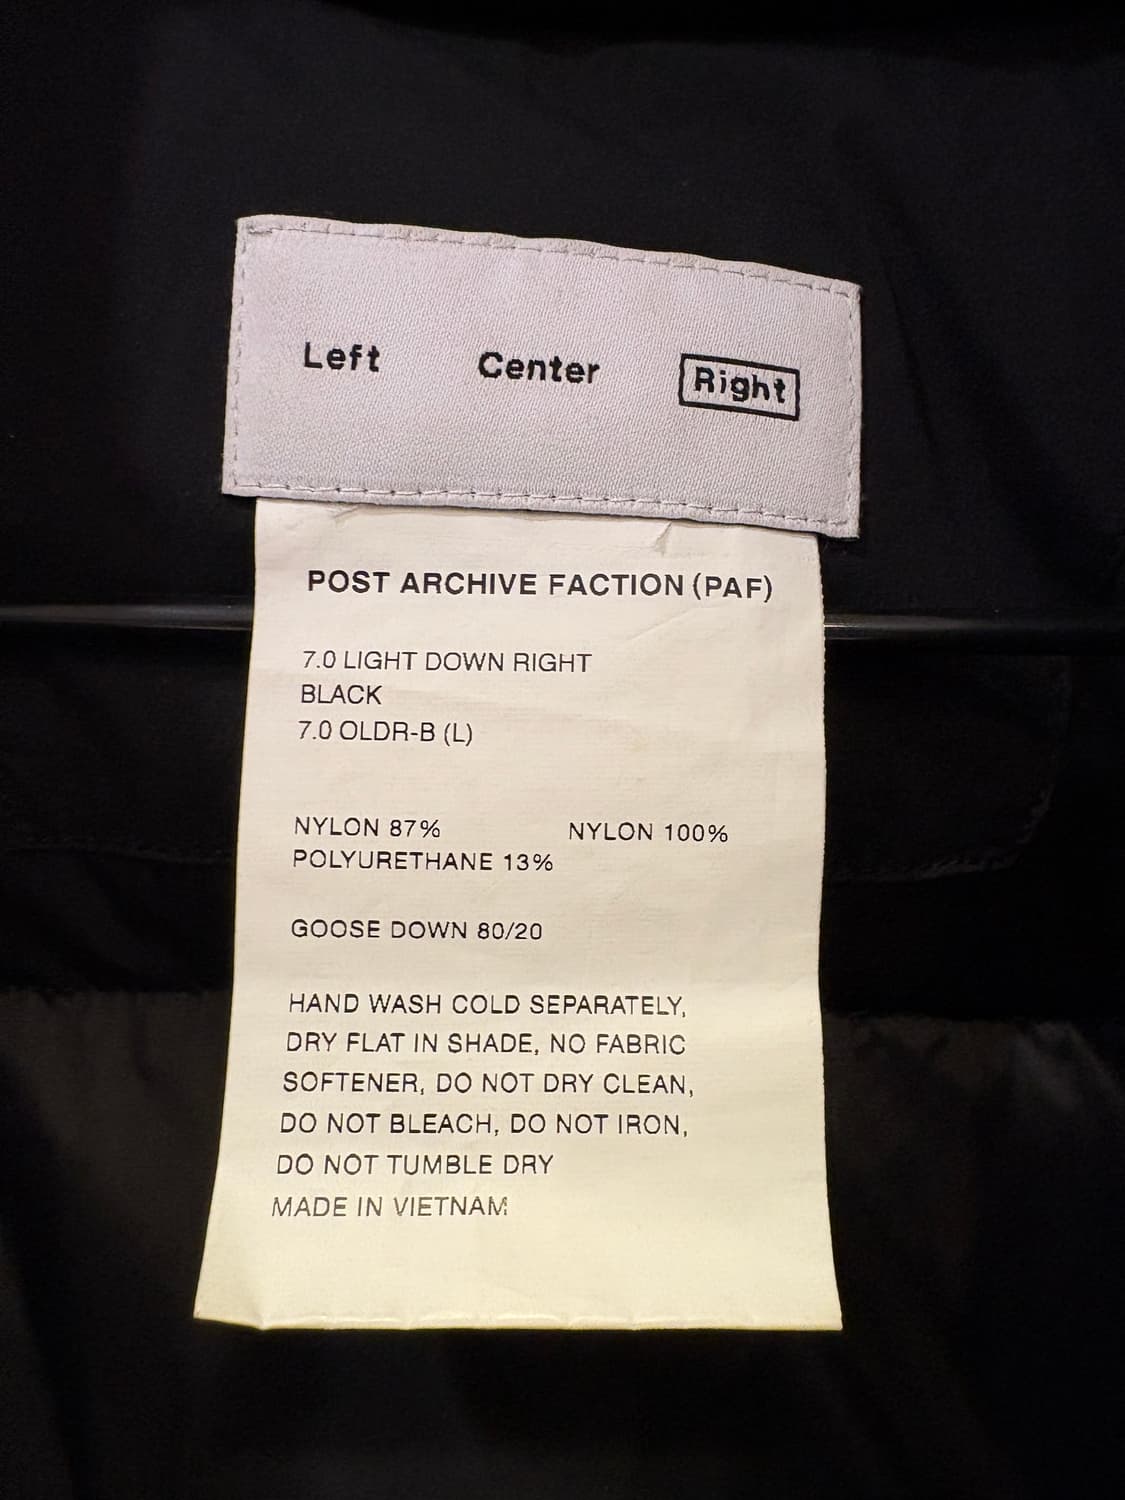 Left Center Right
POST ARCHIVE FACTION (PAF)
7.0 LIGHT DOWN RIGHT
BLACK
7.0 OLDR-B (L)
NYLON 87% NYLON 100%
POLYURETHANE 13%
GOOSE DOWN 80/20
HAND WASH COLD SEPARATELY,
DRY FLAT IN SHADE, NO FABRIC
SOFTENER, DO NOT DRY CLEAN,
DO NOT BLEACH, DO NOT IRON,
DO NOT TUMBLE DRY
MADE IN VIETNAM